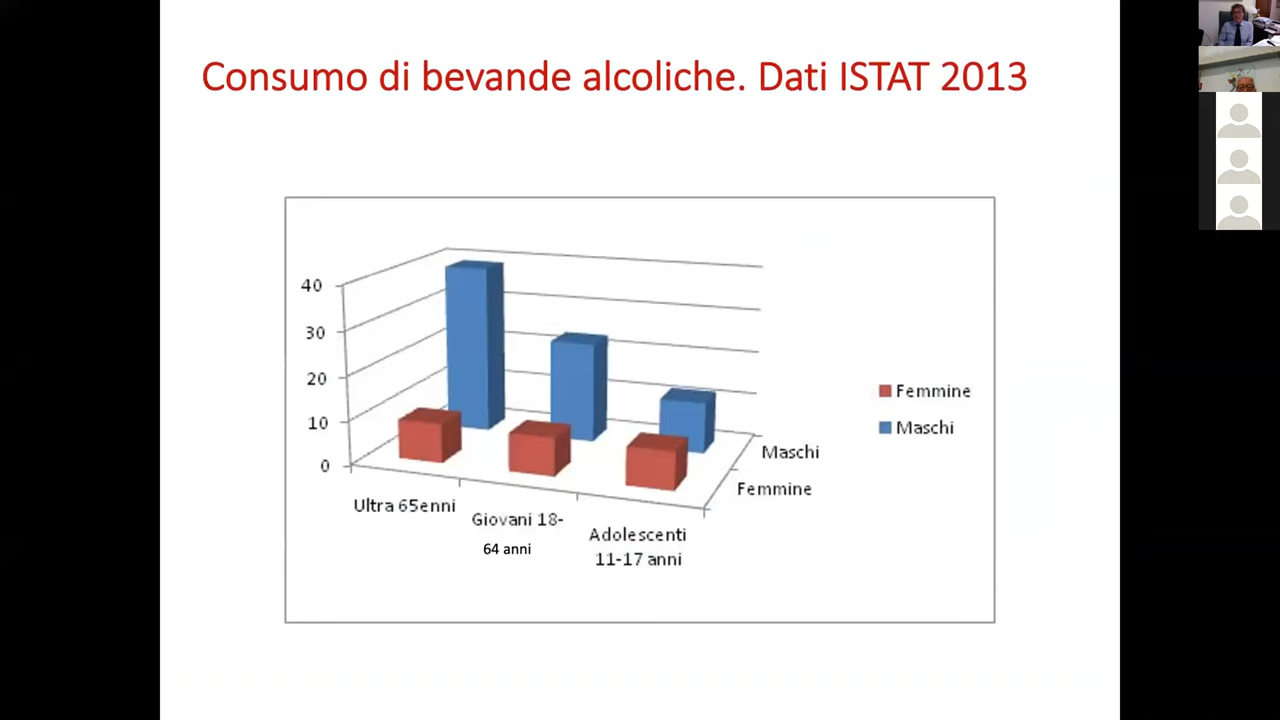 Consumo di bevande alcoliche. Dati ISTAT 2013
40
30
20
10
0
Ultra 65enni
Giovani 18-
64 anni
Adolescenti
11-17 anni
Maschi
Femmine
Femmine
Maschi